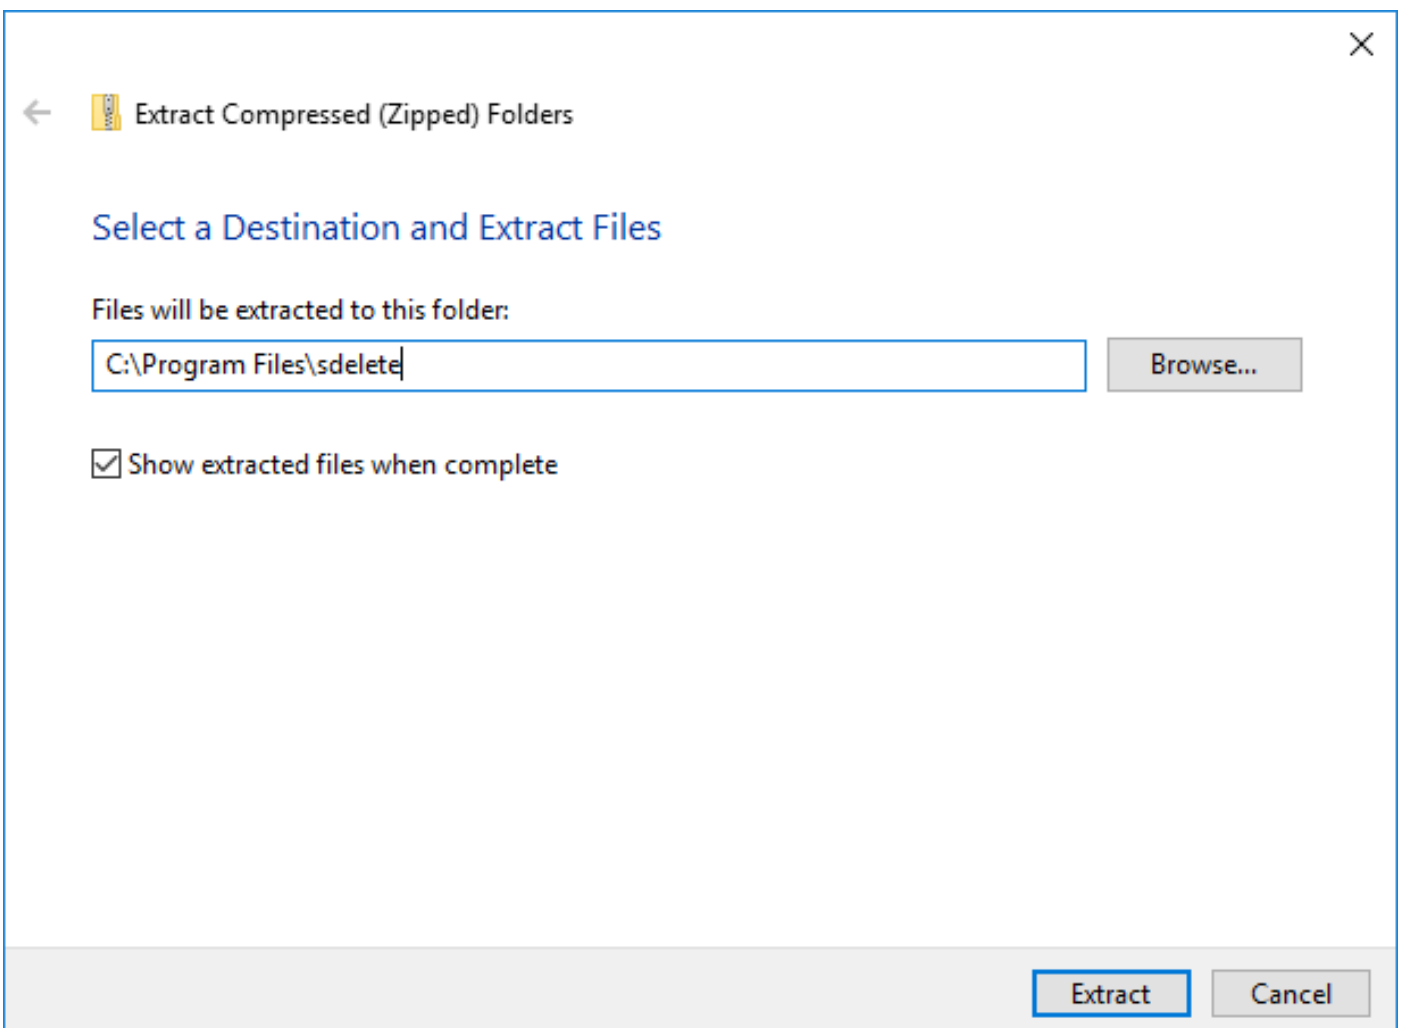 Extract Compressed (Zipped) Folders
Select a Destination and Extract Files
Files will be extracted to this folder:
C:\Program Files\sdelete
Browse...
Show extracted files when complete
Extract
Cancel